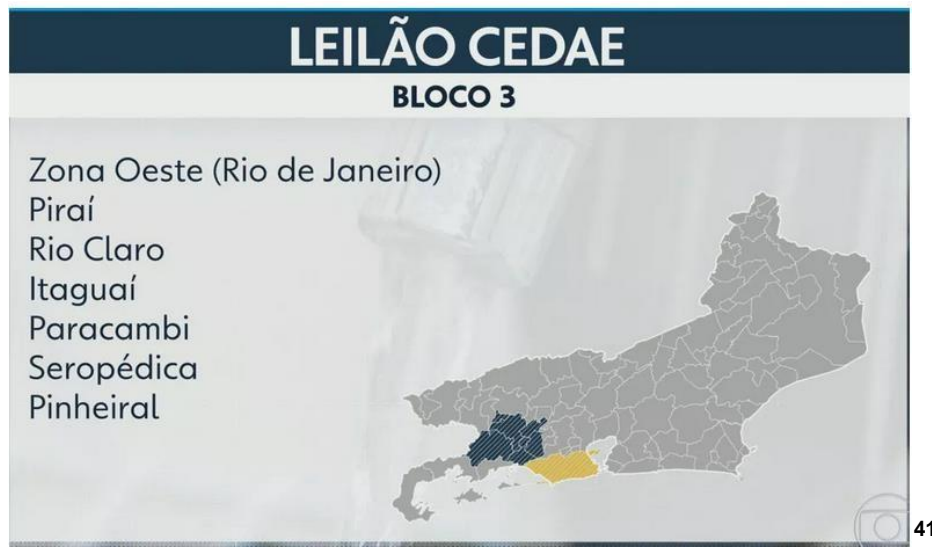 LEILÃO CEDAE
BLOCO 3
Zona Oeste (Rio de Janeiro)
Piraí
Rio Claro
Itaguaí
Paracambi
Seropédica
Pinheiral
41